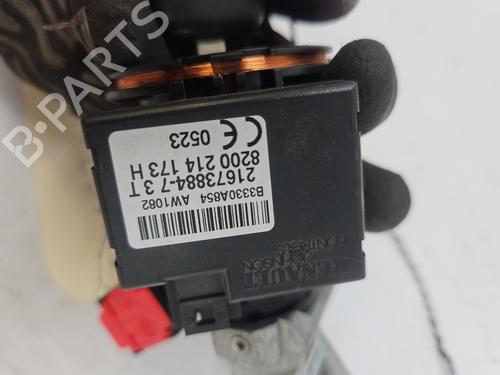 B3330A854 AW1082
21673884-7 3 T
8200 214 173 H
CE 0523
RENAULT
B-PARTS